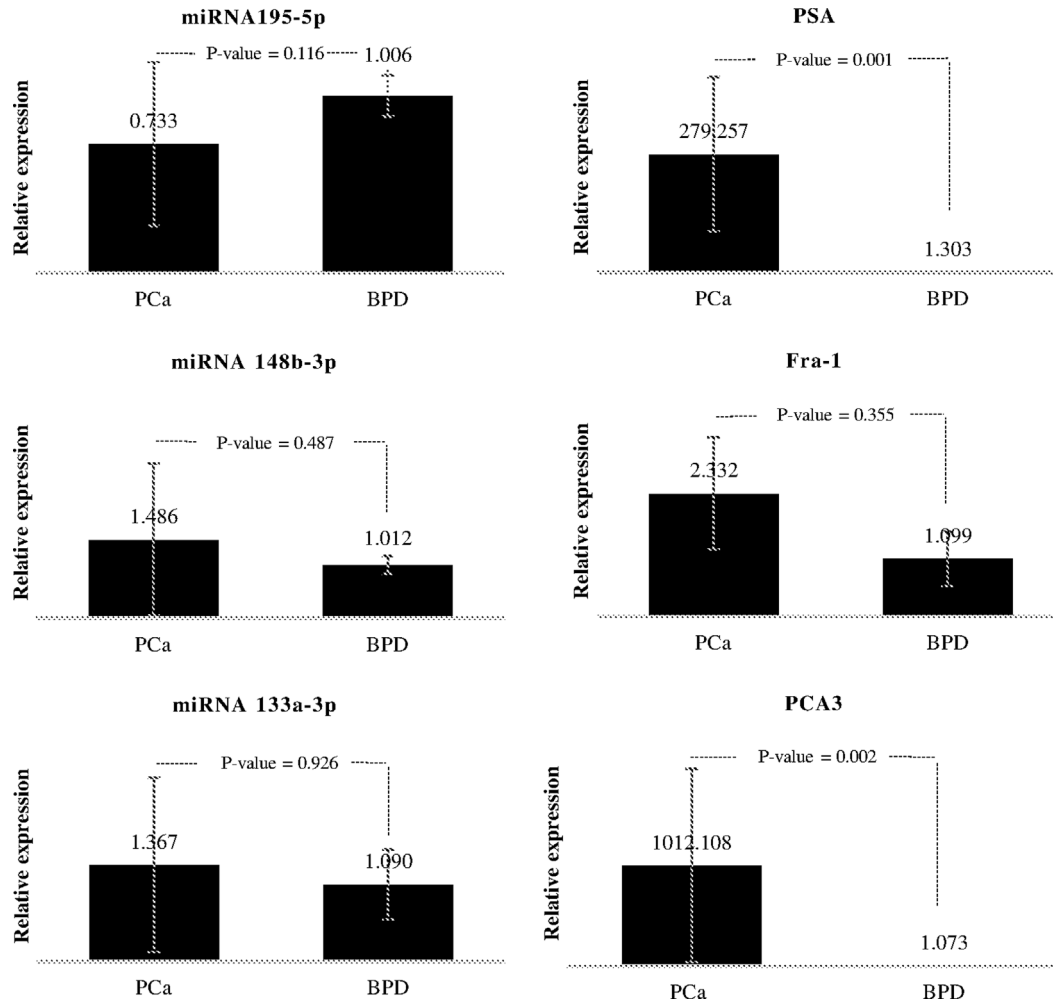 miRNA195-5p
P-value = 0.116
1.006
0.733
Relative expression
PCa
BPD
PSA
P-value = 0.001
279.257
1.303
Relative expression
PCa
BPD
miRNA 148b-3p
P-value = 0.487
1.486
1.012
Relative expression
PCa
BPD
Fra-1
P-value = 0.355
2.332
1.099
Relative expression
PCa
BPD
miRNA 133a-3p
P-value = 0.926
1.367
1.090
Relative expression
PCa
BPD
PCA3
P-value = 0.002
1012.108
1.073
Relative expression
PCa
BPD